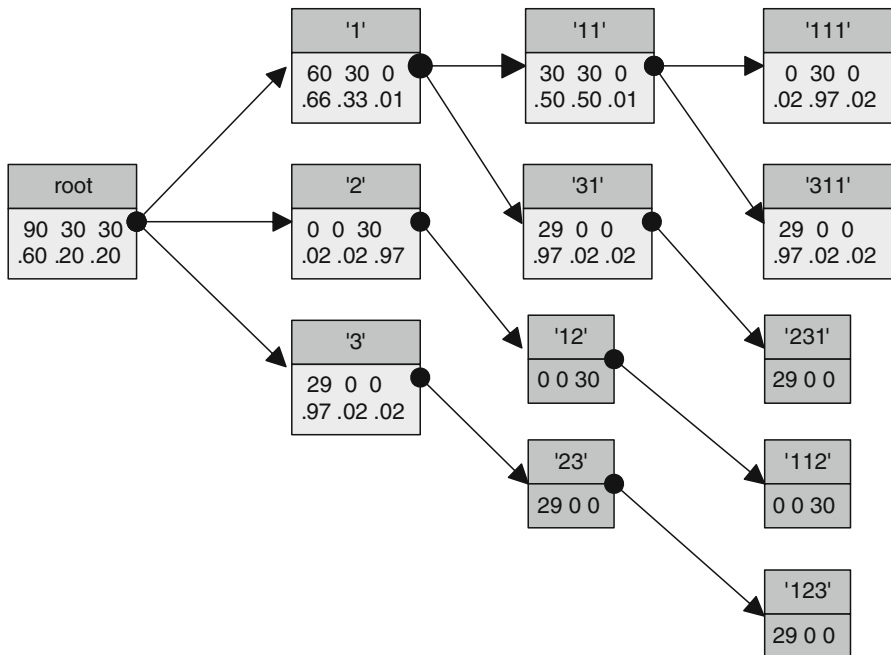 root
90 30 30
.60 .20 .20
'1'
60 30 0
.66 .33 .01
'2'
0 0 30
.02 .02 .97
'3'
29 0 0
.97 .02 .02
'11'
30 30 0
.50 .50 .01
'31'
29 0 0
.97 .02 .02
'12'
0 0 30
'23'
29 0 0
'111'
0 30 0
.02 .97 .02
'311'
29 0 0
.97 .02 .02
'231'
29 0 0
'112'
0 0 30
'123'
29 0 0